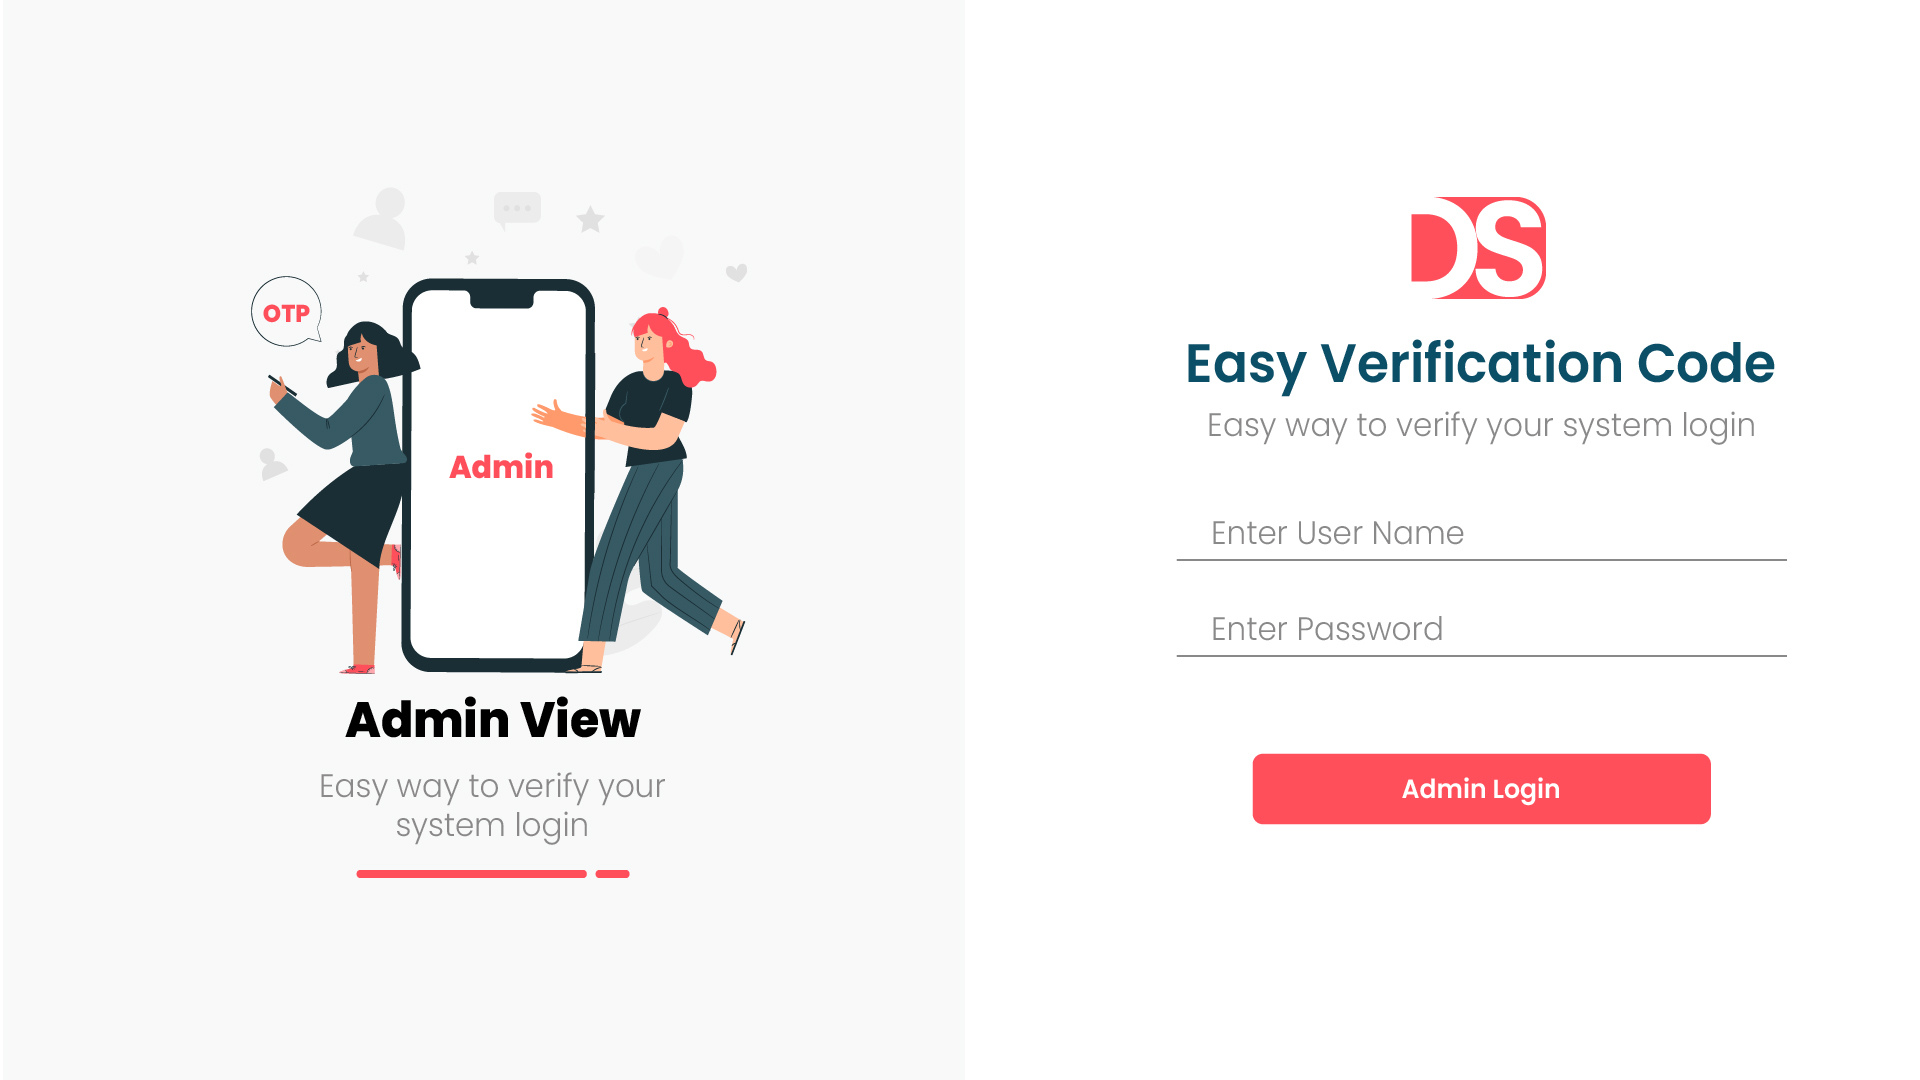 OTP
Admin
Admin View
Easy way to verify your
system login
DS
Easy Verification Code
Easy way to verify your system login
Enter User Name
Enter Password
Admin Login